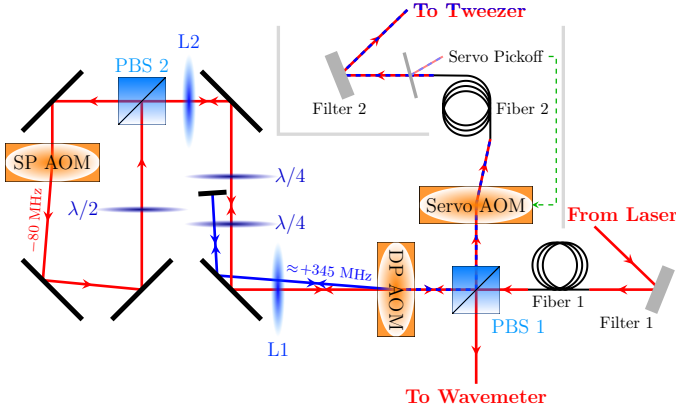 To Tweezer
L2
Servo Pickoff
PBS 2
Filter 2
Fiber 2
SP AOM
λ/4
λ/2
Servo AOM
−80 MHz
λ/4
From Laser
≈+345 MHz
DP AOM
Fiber 1
Filter 1
PBS 1
L1
To Wavemeter